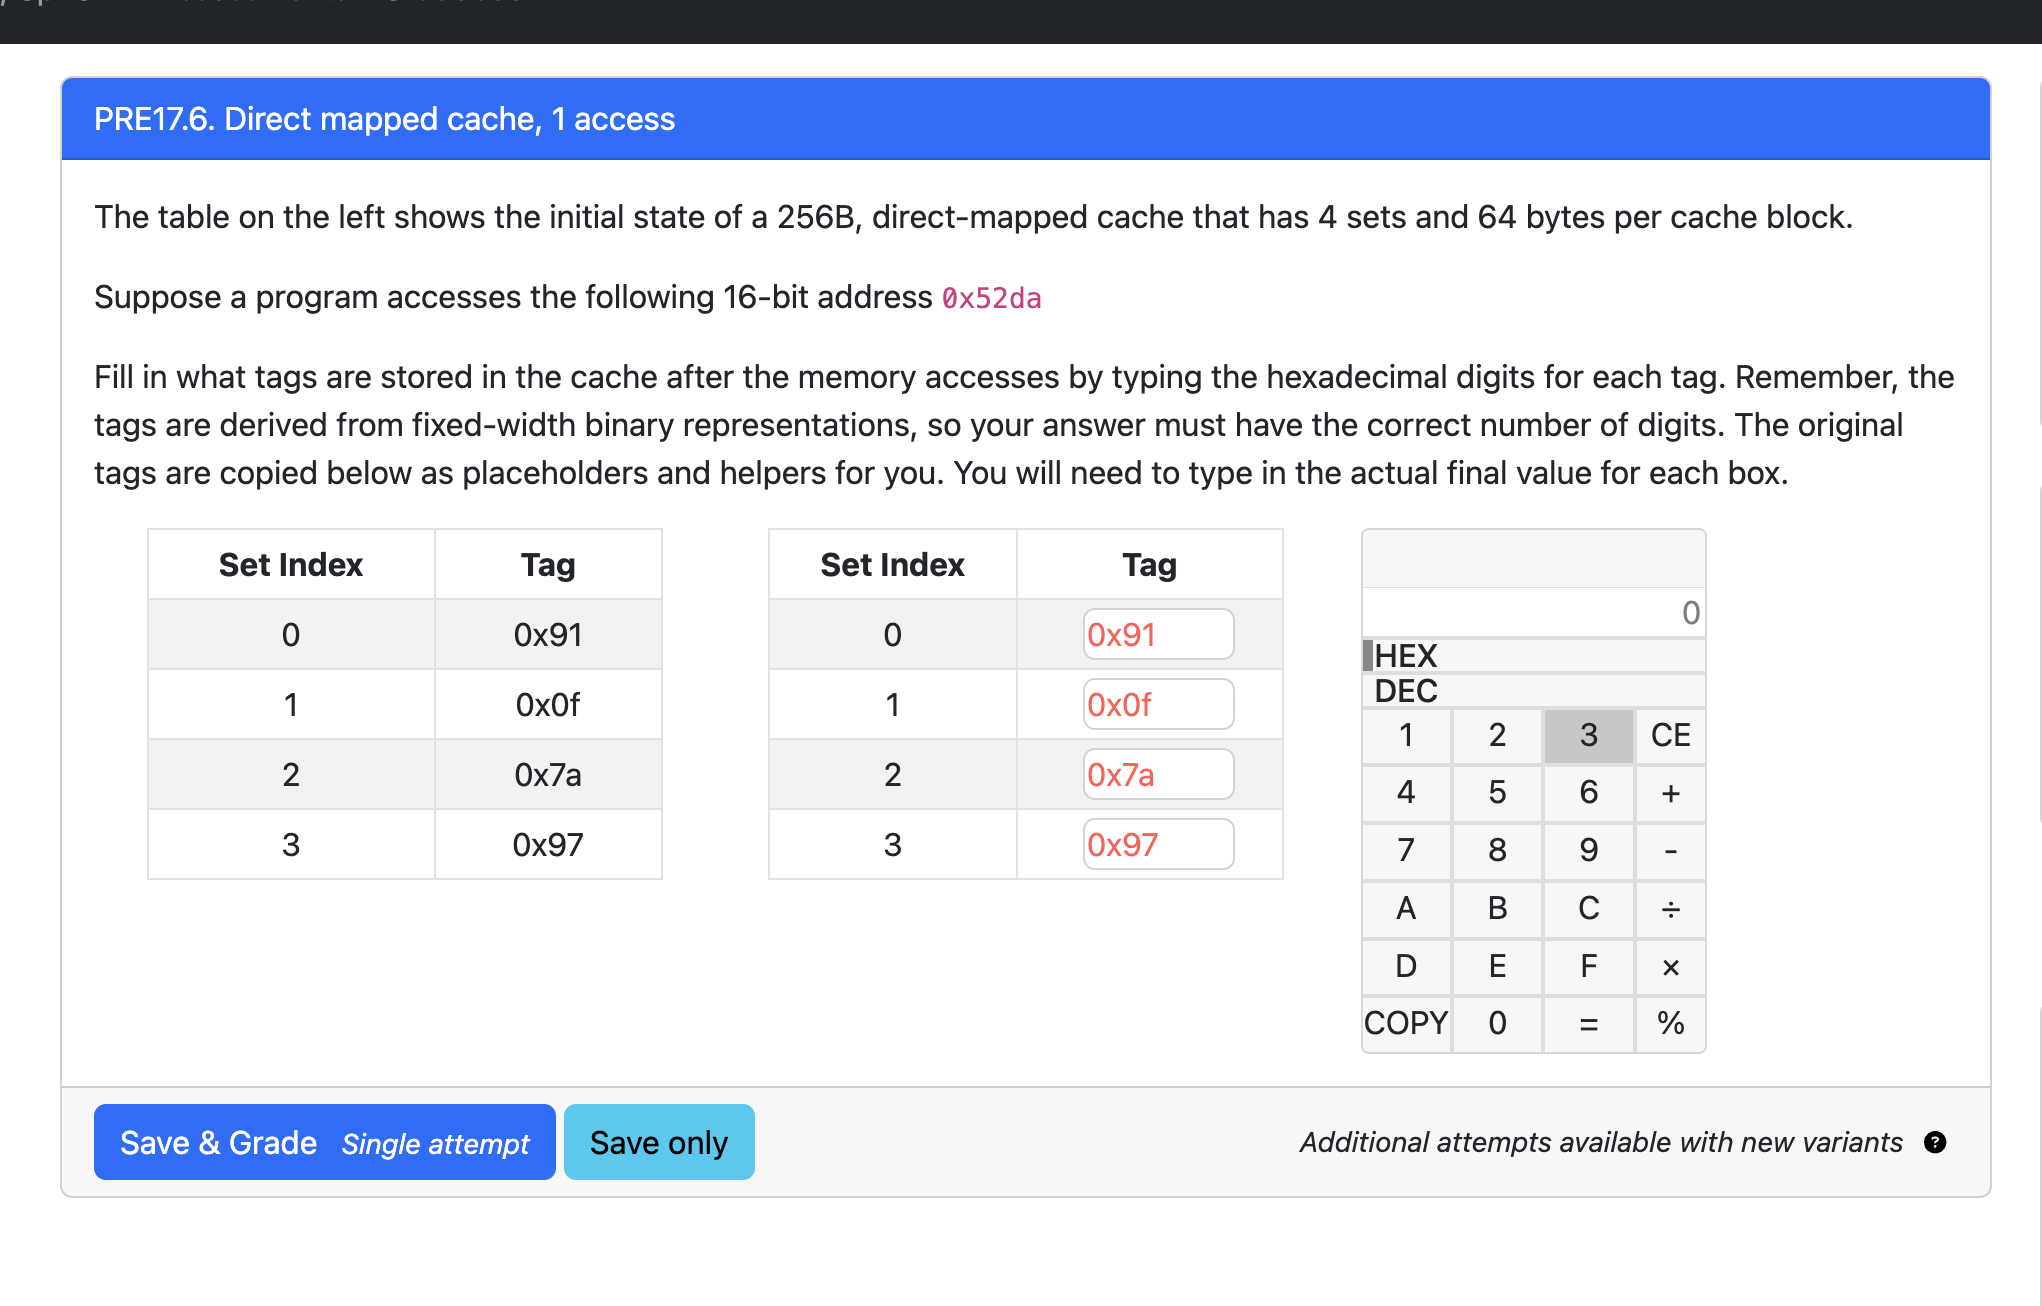 PRE17.6. Direct mapped cache, 1 access
The table on the left shows the initial state of a 256B, direct-mapped cache that has 4 sets and 64 bytes per cache block.
Suppose a program accesses the following 16-bit address 0x52da
Fill in what tags are stored in the cache after the memory accesses by typing the hexadecimal digits for each tag. Remember, the
tags are derived from fixed-width binary representations, so your answer must have the correct number of digits. The original
tags are copied below as placeholders and helpers for you. You will need to type in the actual final value for each box.
Set Index Tag
0 0x91
1 0x0f
2 0x7a
3 0x97
Set Index Tag
0 0x91
1 0x0f
2 0x7a
3 0x97
0
HEX
DEC
1 2 3 CE
4 5 6 +
7 8 9 -
A B C ÷
D E F ×
COPY 0 = %
Save & Grade Single attempt Save only Additional attempts available with new variants ?